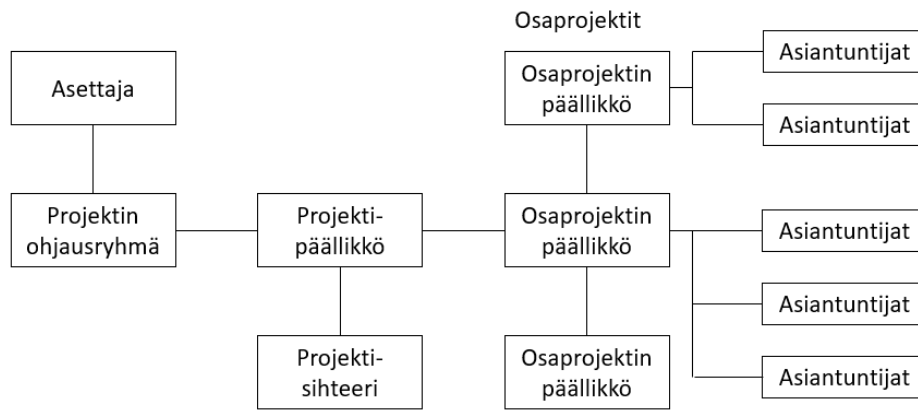 Osaprojektit
Asettaja
Osaprojektin
päällikkö
Asiantuntijat
Asiantuntijat
Projektin
ohjausryhmä
Projekti-
päällikkö
Osaprojektin
päällikkö
Asiantuntijat
Asiantuntijat
Projekti-
sihteeri
Osaprojektin
päällikkö
Asiantuntijat